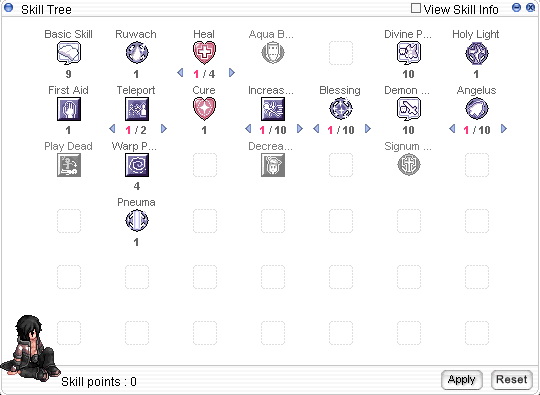 Skill Tree
View Skill Info
Basic Skill Ruwach Heal Aqua B... Divine P... Holy Light
9 1 1 / 4 10 1
First Aid Teleport Cure Increas... Blessing Demon ... Angelus
1 1 / 2 1 1 / 10 1 / 10 10 1 / 10
Play Dead Warp P... Decrea... Signum ...
4
Pneuma
1
Skill points : 0
Apply Reset